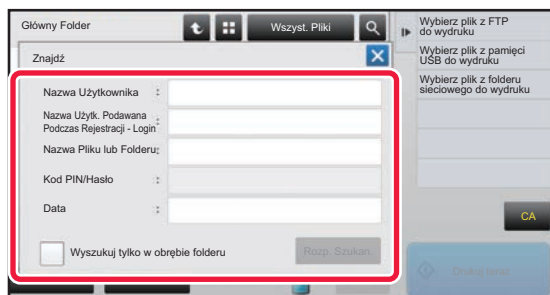 Główny Folder
Wszyst. Pliki
Znajdź
Nazwa Użytkownika :
Nazwa Użytk. Podawana
Podczas Rejestracji - Login :
Nazwa Pliku lub Folderu:
Kod PIN/Hasło :
Data :
Wyszukuj tylko w obrębie folderu
Rozp. Szukan.
Wybierz plik z FTP
do wydruku
Wybierz plik z pamięci
USB do wydruku
Wybierz plik z folderu
sieciowego do wydruku
CA
Drukuj teraz